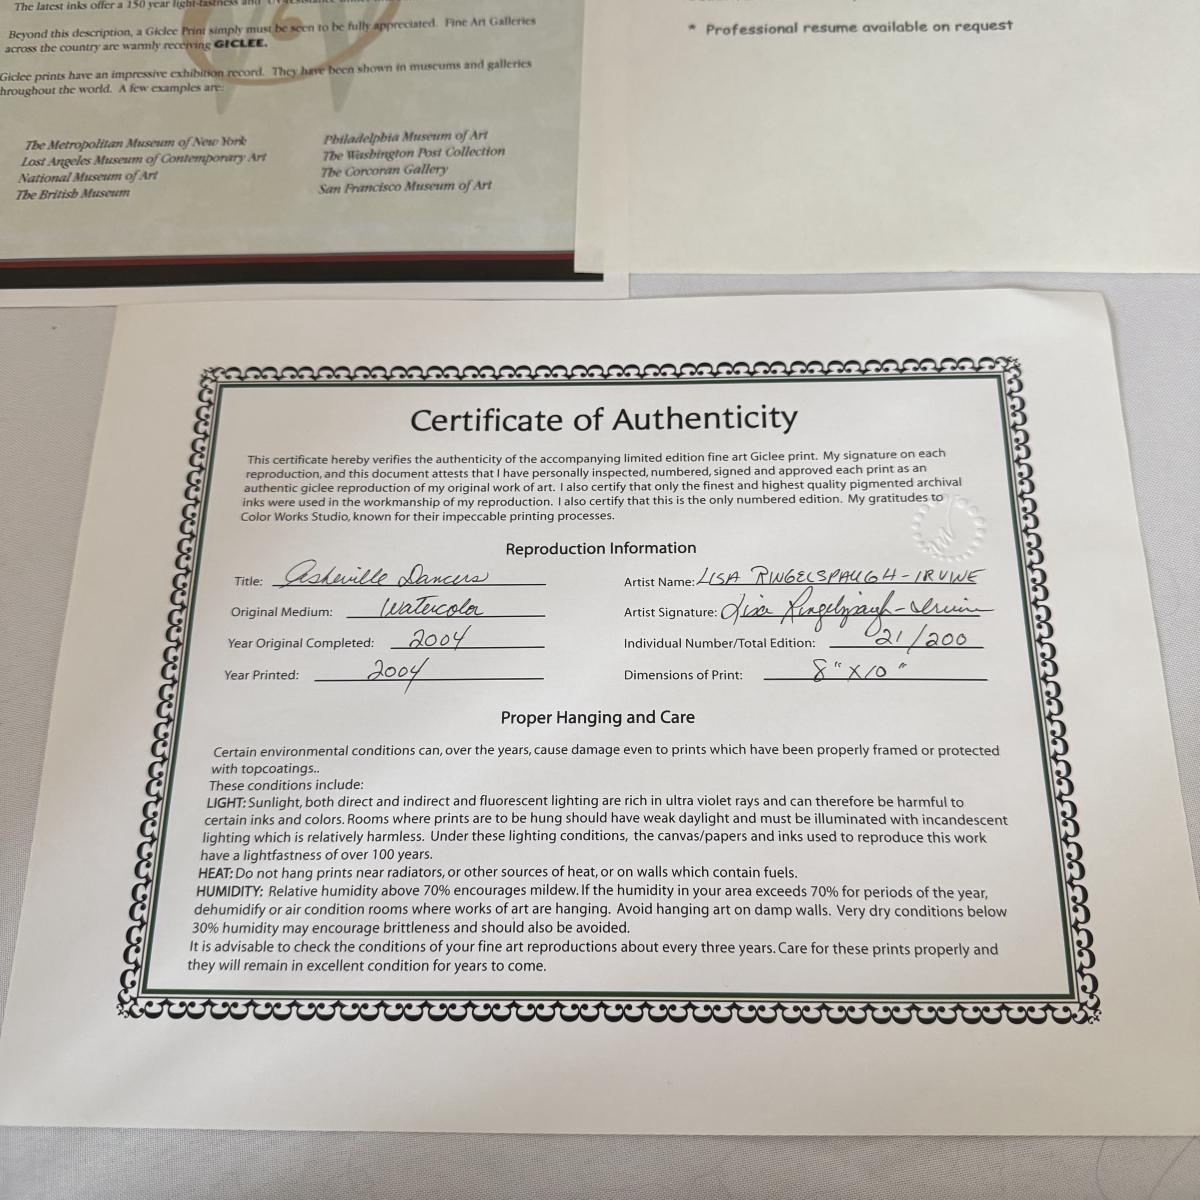 The latest inks offer a 150 year light-fastness and UV
Beyond this description, a Giclee Print simply must be seen to be fully appreciated. Fine Art Galleries
across the country are warmly receiving GICLEE.
Giclee prints have an impressive exhibition record. They have been shown in museums and galleries
hroughout the world. A few examples are:
The Metropolitan Museum of New York
Lost Angeles Museum of Contemporary Art
National Museum of Art
The British Museum
Philadelphia Museum of Art
The Washington Post Collection
The Corcoran Gallery
San Francisco Museum of Art
* Professional resume available on request
Certificate of Authenticity
This certificate hereby verifies the authenticity of the accompanying limited edition fine art Giclee print. My signature on each
reproduction, and this document attests that I have personally inspected, numbered, signed and approved each print as an
authentic giclee reproduction of my original work of art. I also certify that only the finest and highest quality pigmented archival
inks were used in the workmanship of my reproduction. I also certify that this is the only numbered edition. My gratitudes to
Color Works Studio, known for their impeccable printing processes.
Reproduction Information
Title: Asheville Dancers
Original Medium: Watercolor
Year Original Completed: 2004
Year Printed: 2004
Artist Name: LISA RINGELSPAUGH-IRVINE
Artist Signature: Lisa Ringelspaugh-Irvine
Individual Number/Total Edition: 21/200
Dimensions of Print: 8" x 10"
Proper Hanging and Care
Certain environmental conditions can, over the years, cause damage even to prints which have been properly framed or protected
with topcoatings..
These conditions include:
LIGHT: Sunlight, both direct and indirect and fluorescent lighting are rich in ultra violet rays and can therefore be harmful to
certain inks and colors. Rooms where prints are to be hung should have weak daylight and must be illuminated with incandescent
lighting which is relatively harmless. Under these lighting conditions, the canvas/papers and inks used to reproduce this work
have a lightfastness of over 100 years.
HEAT: Do not hang prints near radiators, or other sources of heat, or on walls which contain fuels.
HUMIDITY: Relative humidity above 70% encourages mildew. If the humidity in your area exceeds 70% for periods of the year,
dehumidify or air condition rooms where works of art are hanging. Avoid hanging art on damp walls. Very dry conditions below
30% humidity may encourage brittleness and should also be avoided.
It is advisable to check the conditions of your fine art reproductions about every three years. Care for these prints properly and
they will remain in excellent condition for years to come.